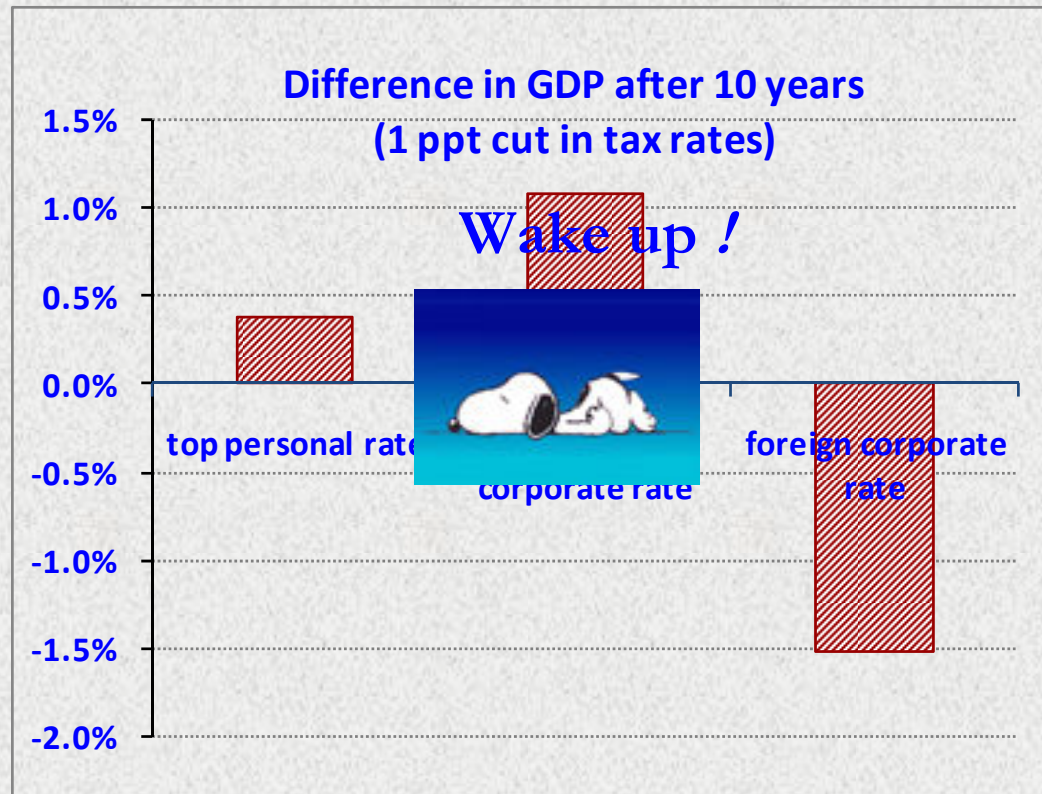 Difference in GDP after 10 years
(1 ppt cut in tax rates)
1.5%
1.0%
Wake up !
0.5%
0.0%
top personal rate
foreign corporate
-0.5%
corporate rate
rate
-1.0%
-1.5%
-2.0%